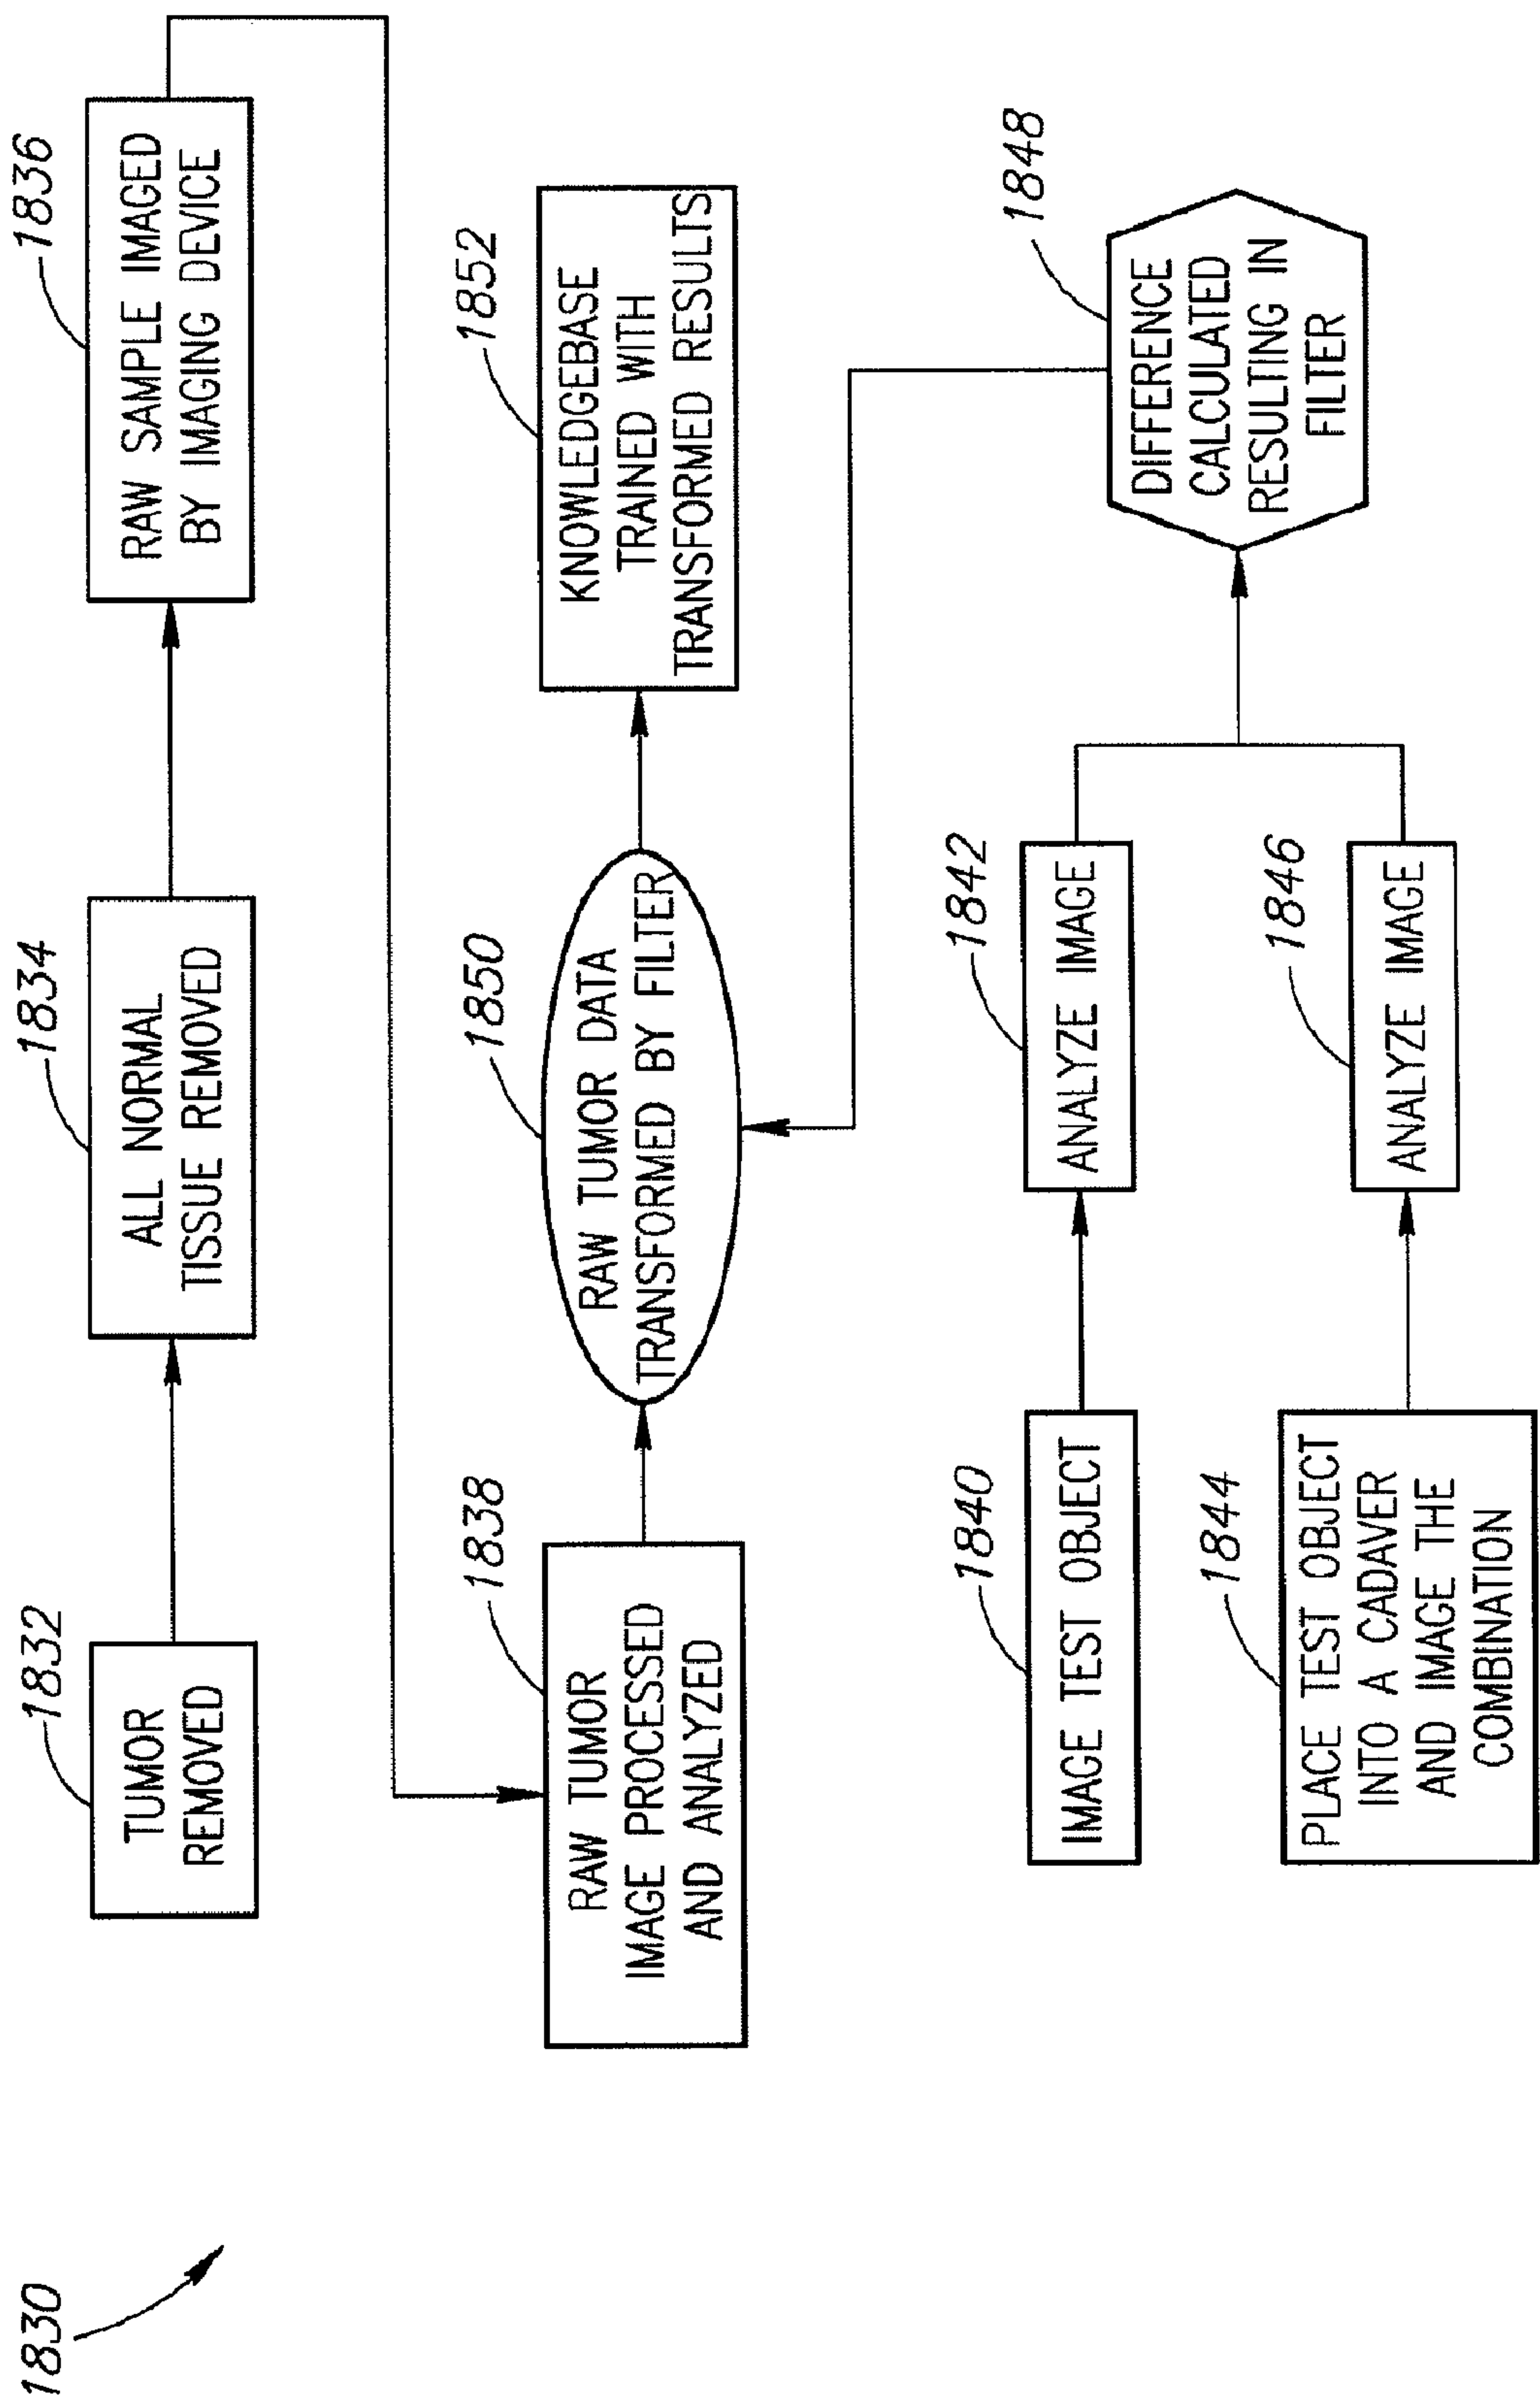 1830
1832
TUMOR
REMOVED
1834
ALL NORMAL
TISSUE REMOVED
1836
RAW SAMPLE IMAGED
BY IMAGING DEVICE
1838
RAW TUMOR
IMAGE PROCESSED
AND ANALYZED
1850
RAW TUMOR DATA
TRANSFORMED BY FILTER
1852
KNOWLEDGEBASE
TRAINED WITH
TRANSFORMED RESULTS
1840
IMAGE TEST OBJECT
1842
ANALYZE IMAGE
1844
PLACE TEST OBJECT
INTO A CADAVER
AND IMAGE THE
COMBINATION
1846
ANALYZE IMAGE
1848
DIFFERENCE
CALCULATED
RESULTING IN
FILTER